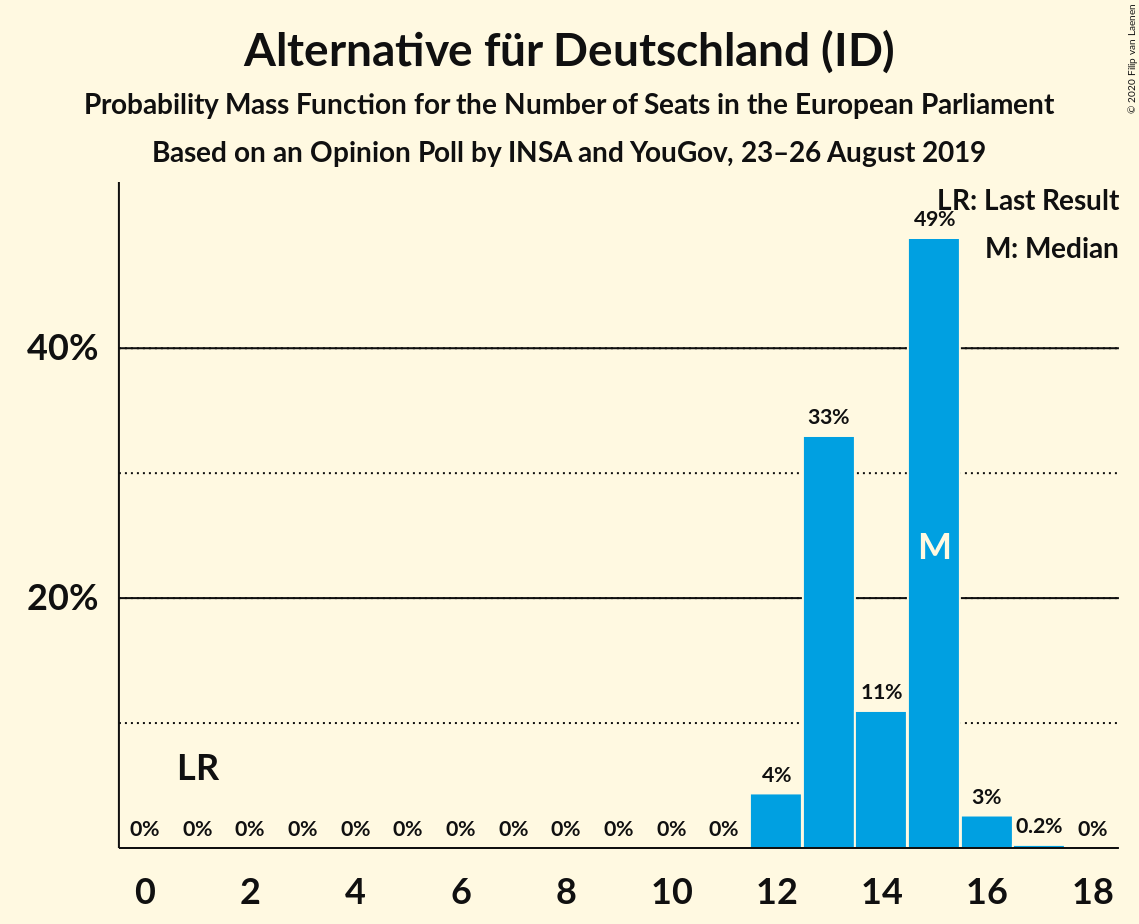 Alternative für Deutschland (ID)
Probability Mass Function for the Number of Seats in the European Parliament
Based on an Opinion Poll by INSA and YouGov, 23–26 August 2019
© 2020 Filip van Laenen
LR: Last Result
M: Median
49%
40%
33%
M
20%
11%
LR
4%
3%
0% 0% 0% 0% 0% 0% 0% 0% 0% 0% 0% 0% 0.2% 0%
0 2 4 6 8 10 12 14 16 18